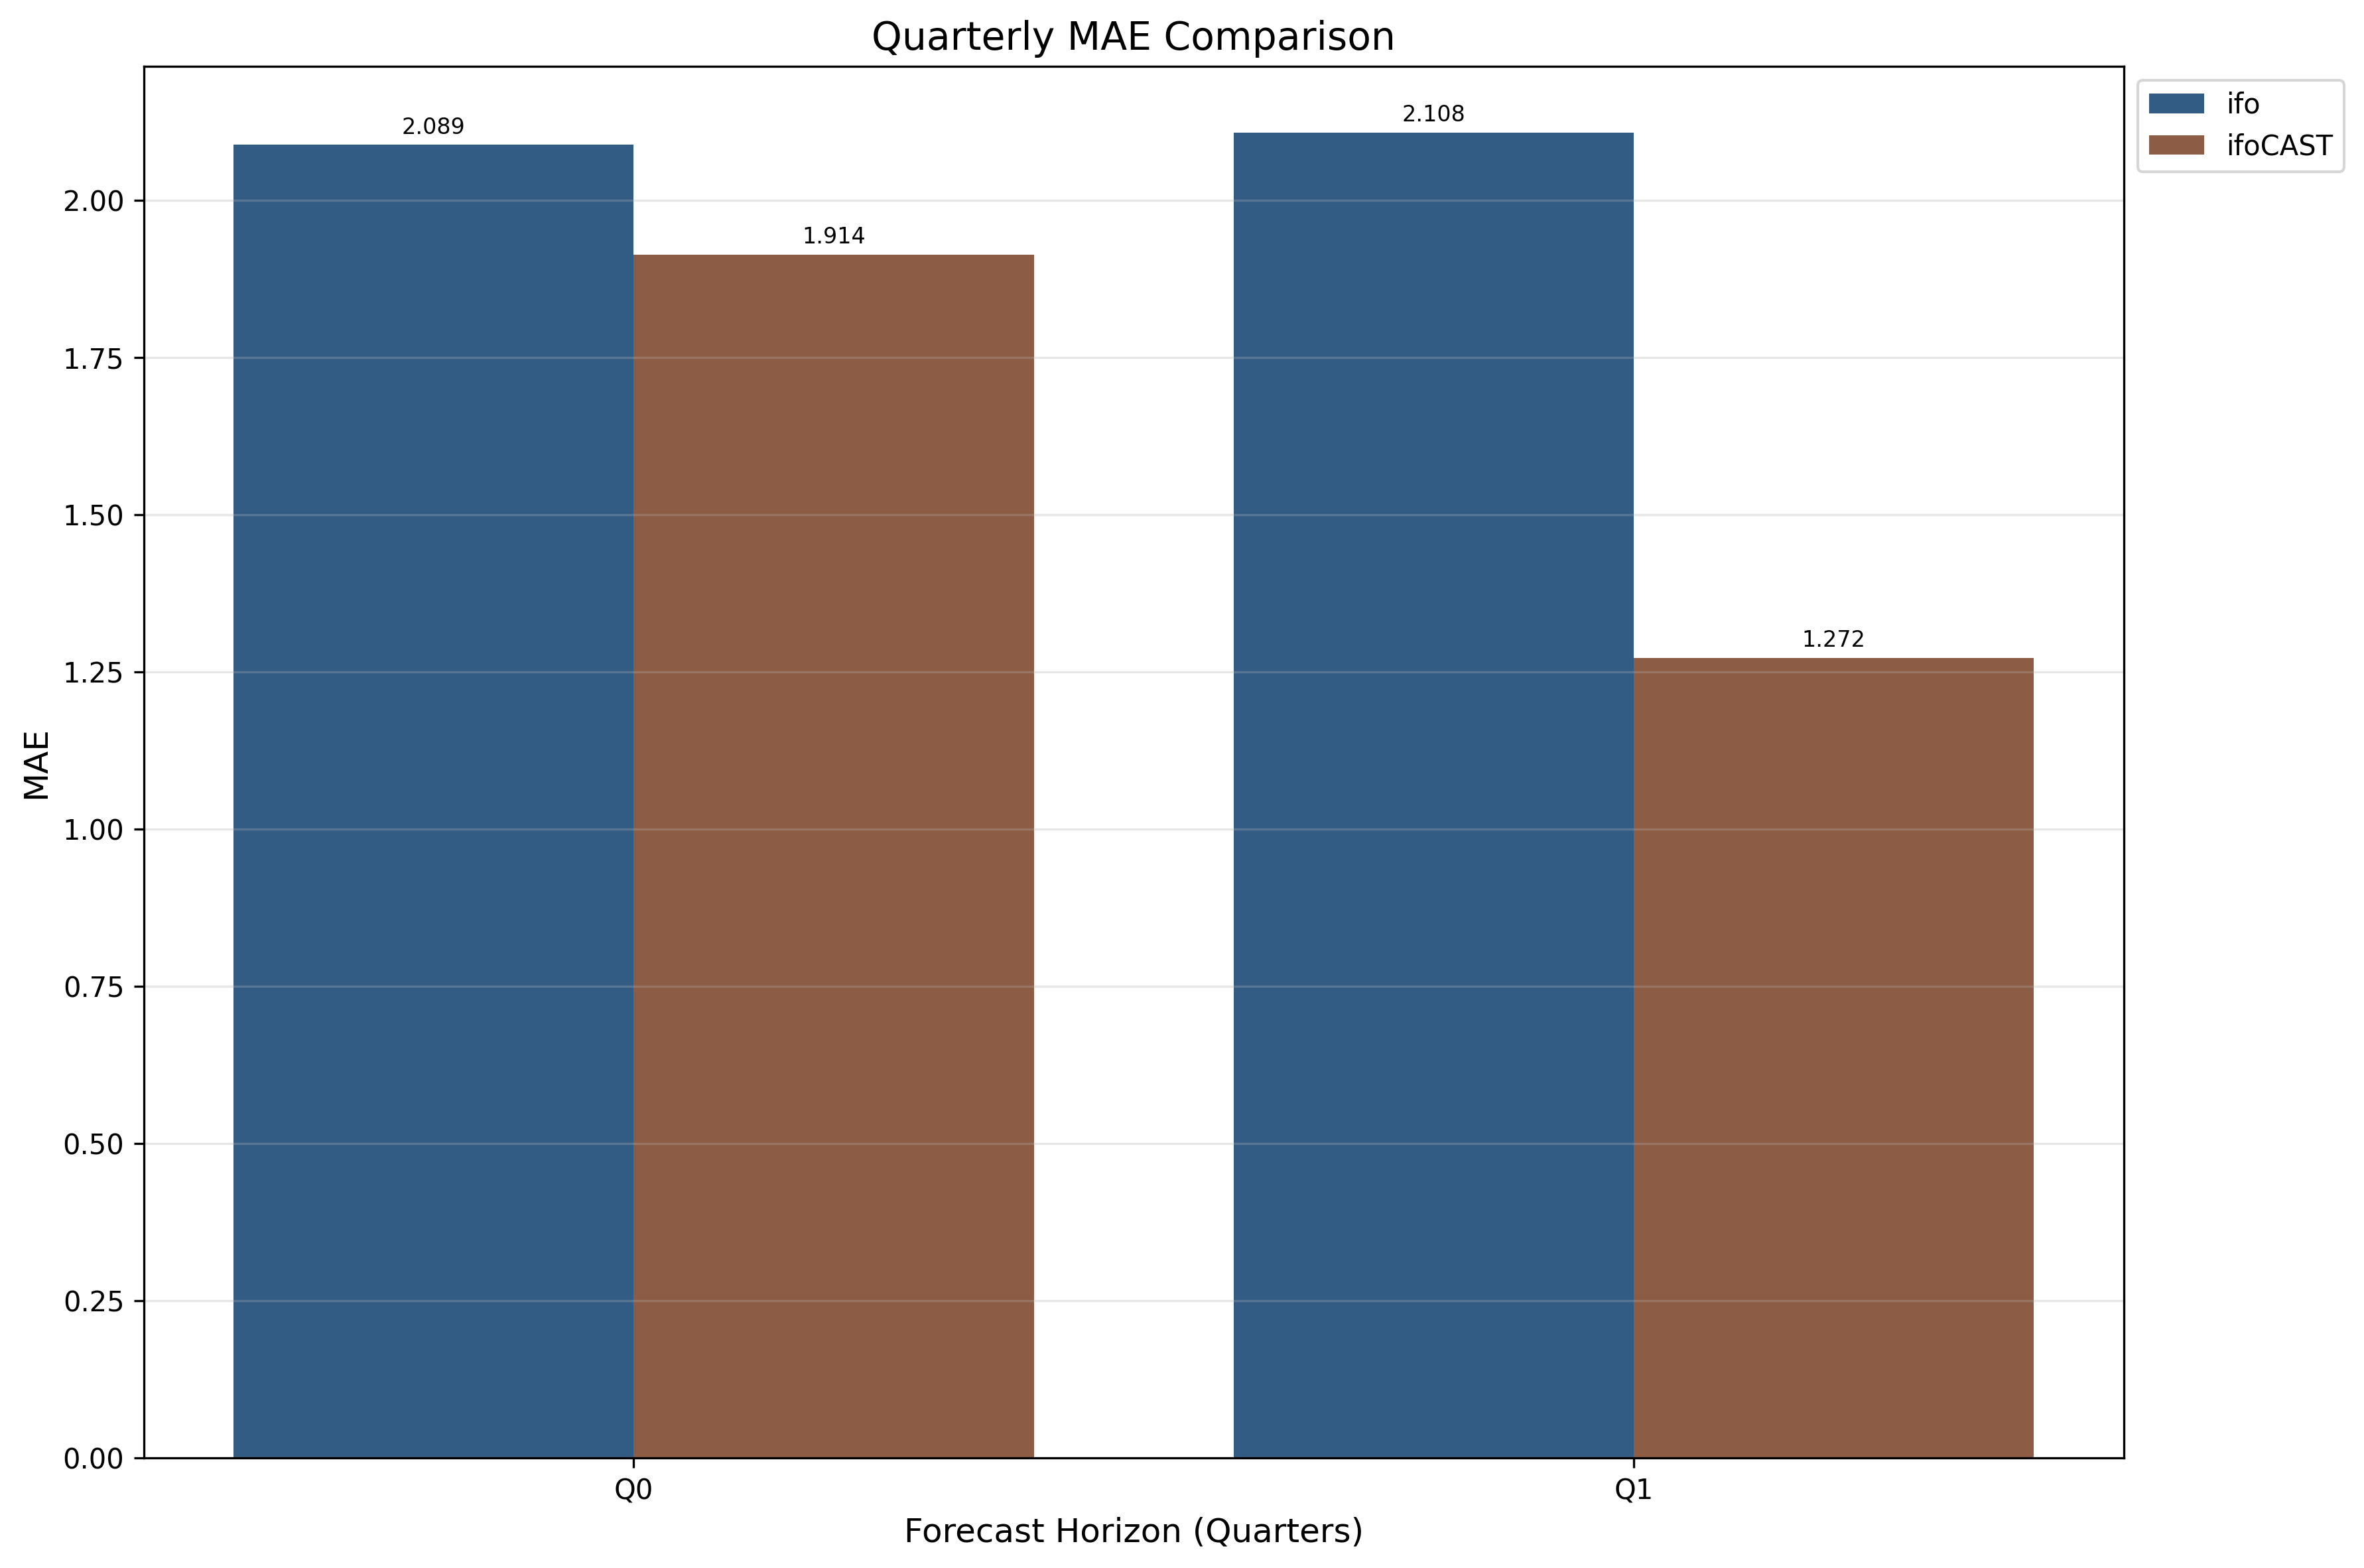 Quarterly MAE Comparison
ifo
ifoCAST
2.089
1.914
2.108
1.272
2.00
1.75
1.50
1.25
1.00
0.75
0.50
0.25
0.00
MAE
Q0
Q1
Forecast Horizon (Quarters)